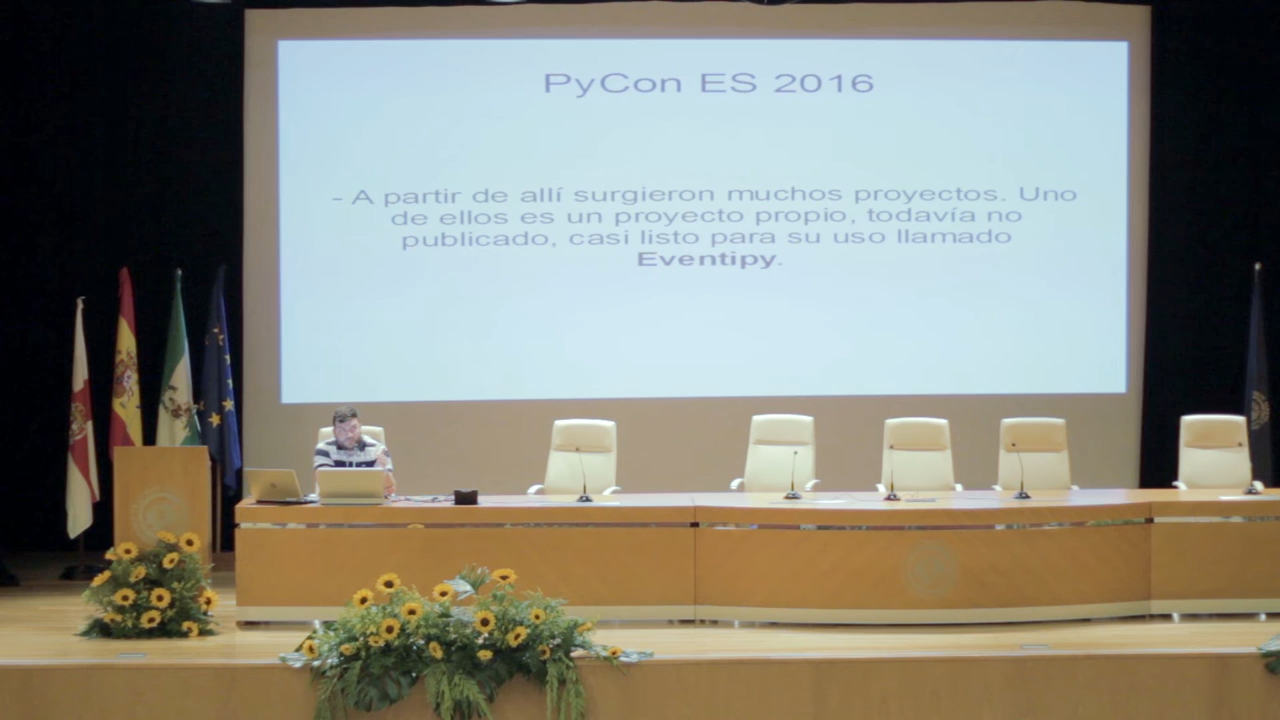 PyCon ES 2016
- A partir de allí surgieron muchos proyectos. Uno
de ellos es un proyecto propio, todavía no
publicado, casi listo para su uso llamado
Eventipy.